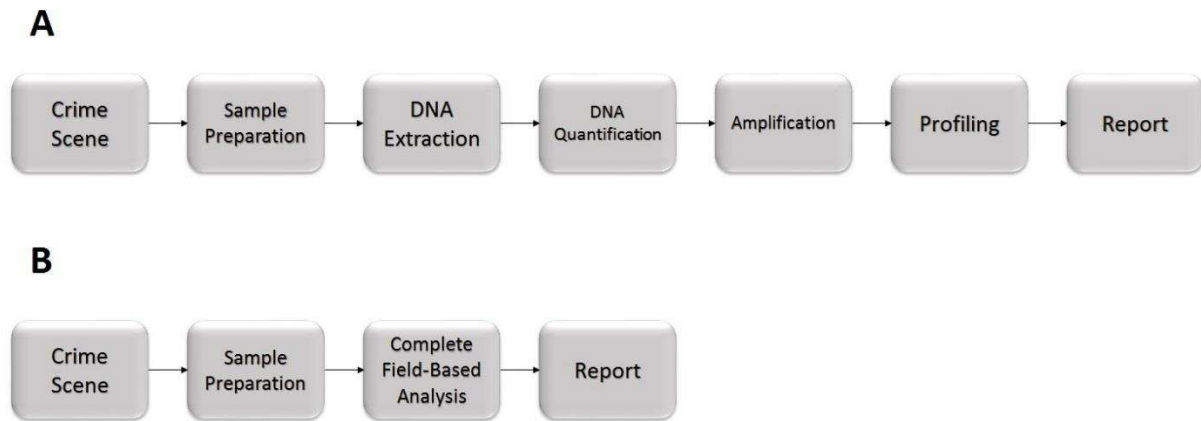 A
Crime
Scene
Sample
Preparation
DNA
Extraction
DNA
Quantification
Amplification
Profiling
Report
B
Crime
Scene
Sample
Preparation
Complete
Field-Based
Analysis
Report